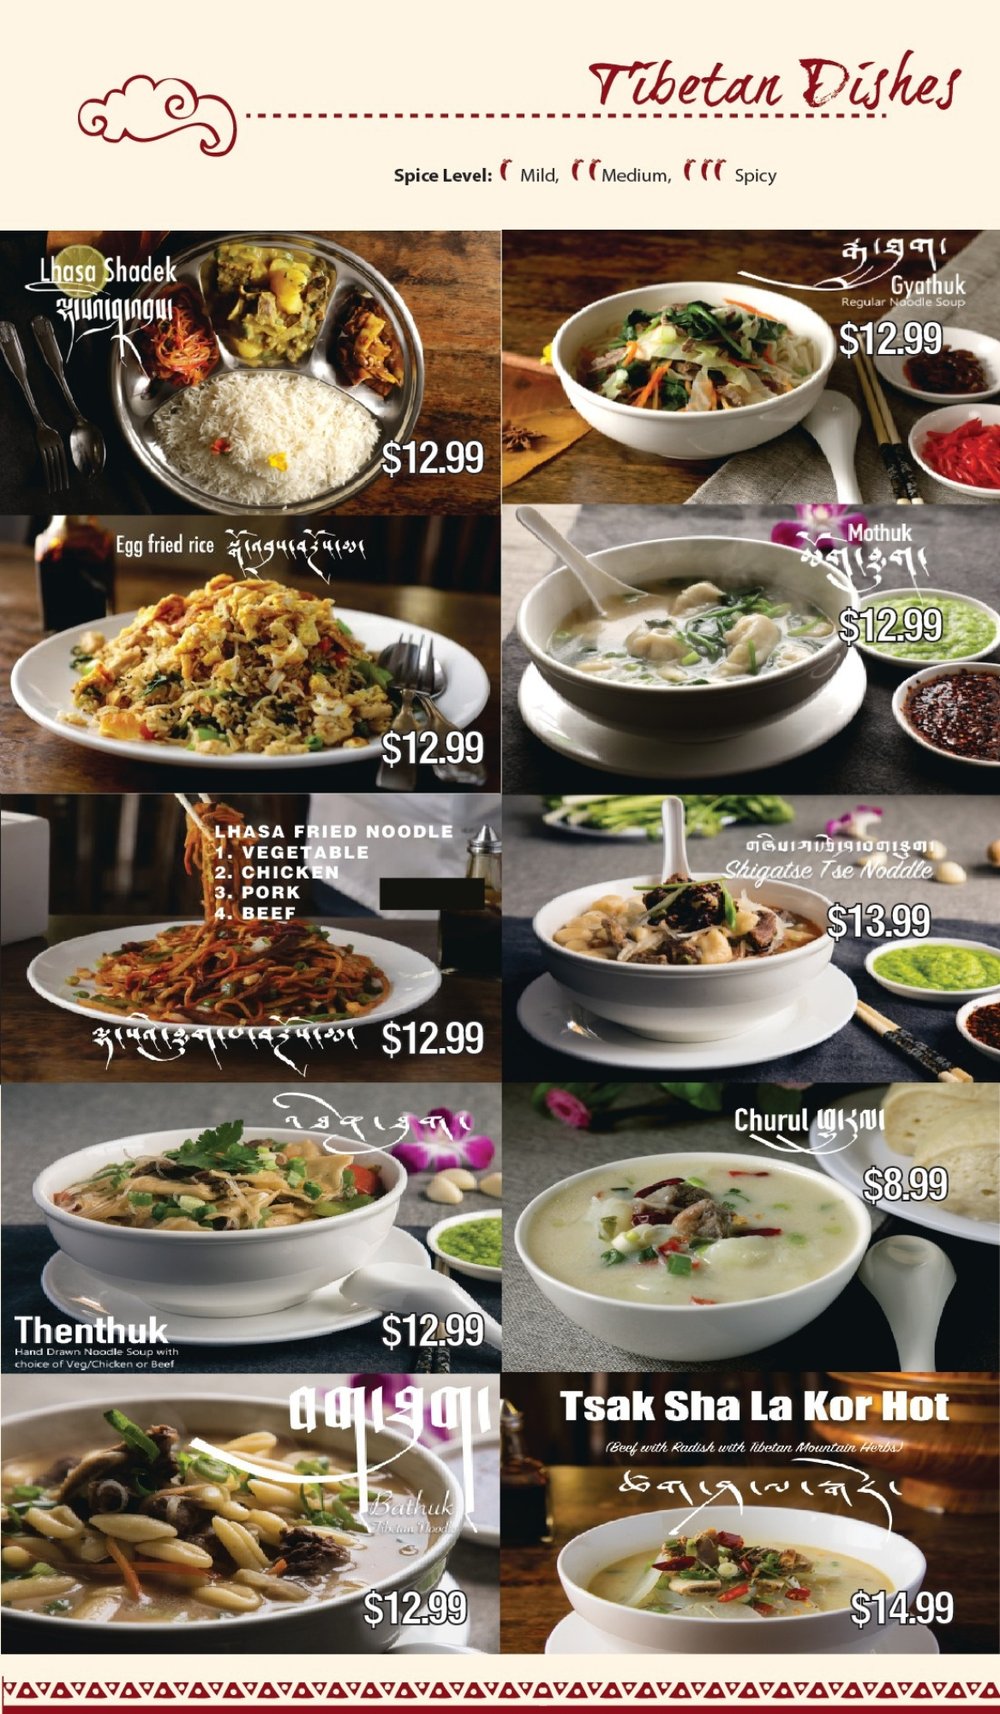 Tibetan Dishes
Spice Level: Mild, Medium, Spicy
Lhasa Shadek
$12.99
རྒྱ་ཐུག།
Gyathuk
Regular Noodle Soup
$12.99
Egg fried rice
$12.99
Mothuk
མོག་ཐུག།
$12.99
LHASA FRIED NOODLE
1. VEGETABLE
2. CHICKEN
3. PORK
4. BEEF
$12.99
Shigatse Tse Noddle
$13.99
འཐེན་ཐུག།
Thenthuk
Hand Drawn Noodle Soup with
choice of Veg/Chicken or Beef
$12.99
Churul ཕྱུར་ལ།
$8.99
བག་ཐུག།
Bathuk
Tibetan Noodle
$12.99
Tsak Sha La Kor Hot
(Beef with Radish with Tibetan Mountain Herbs)
$14.99